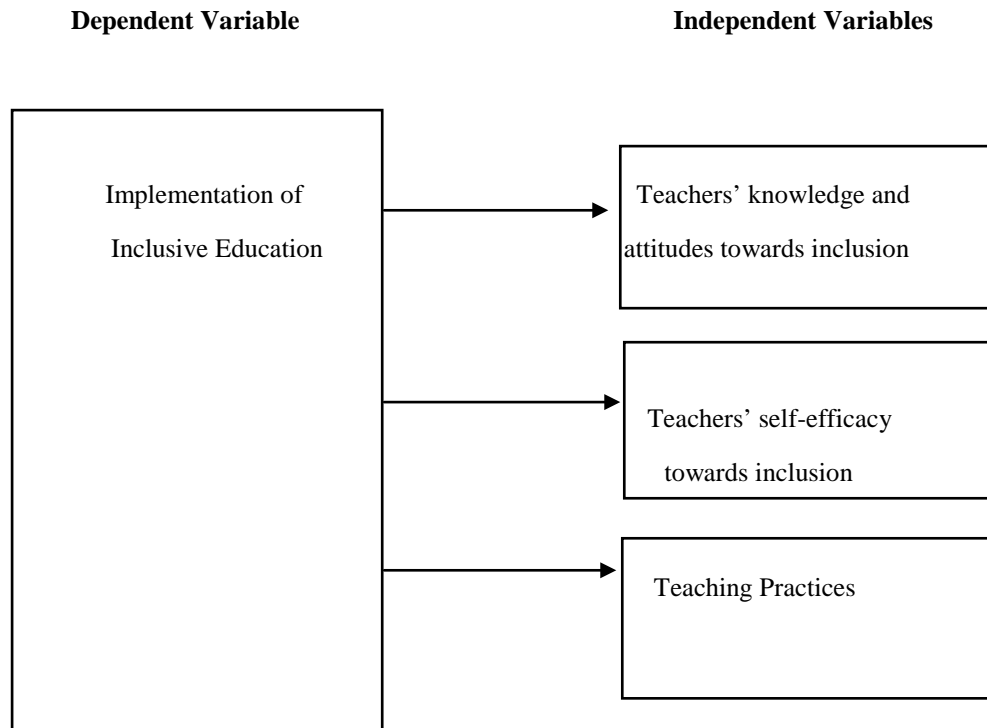 Dependent Variable
Independent Variables
Implementation of
Inclusive Education
Teachers’ knowledge and
attitudes towards inclusion
Teachers’ self-efficacy
towards inclusion
Teaching Practices